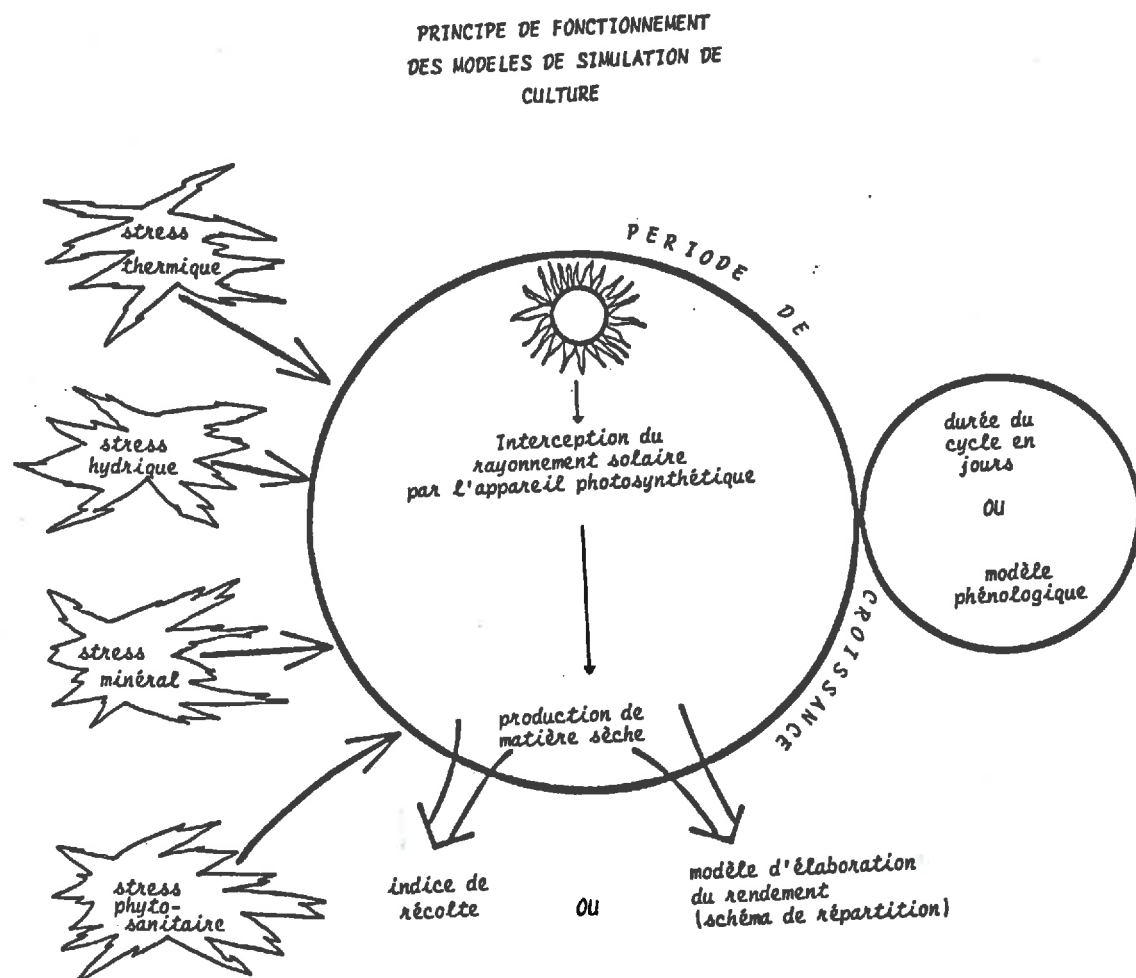 PRINCIPE DE FONCTIONNEMENT
DES MODELES DE SIMULATION DE
CULTURE
stress
thermique
stress
hydrique
stress
minéral
stress
phyto-
sanitaire
PERIODE DE
CROISSANCE
Interception du
rayonnement solaire
par l'appareil photosynthétique
production de
matière sèche
durée du
cycle en
jours
OU
modèle
phénologique
indice de
récolte
OU
modèle d'élaboration
du rendement
(schéma de répartition)